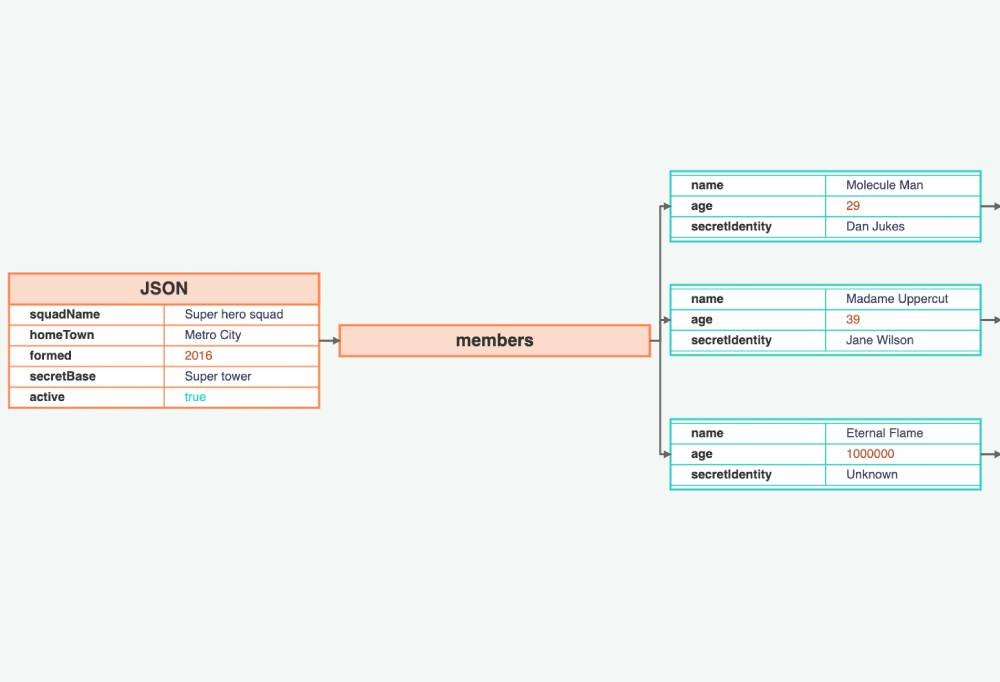 JSON
squadName Super hero squad
homeTown Metro City
formed 2016
secretBase Super tower
active true
members
name Molecule Man
age 29
secretIdentity Dan Jukes
name Madame Uppercut
age 39
secretIdentity Jane Wilson
name Eternal Flame
age 1000000
secretIdentity Unknown